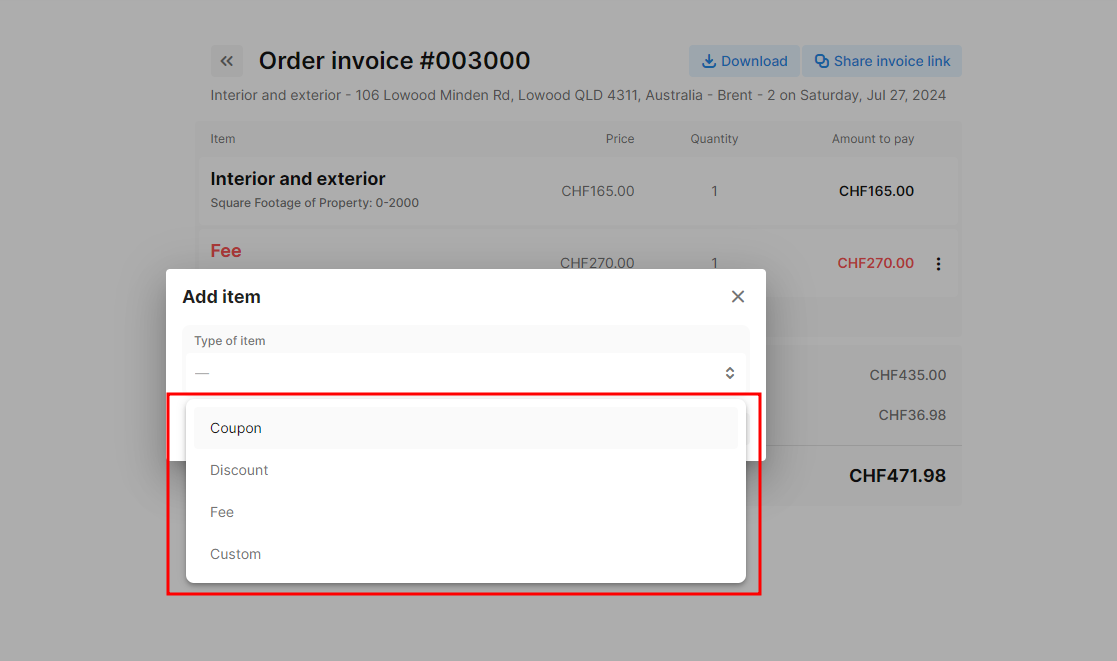 Order invoice #003000
Download
Share invoice link
Interior and exterior - 106 Lowood Minden Rd, Lowood QLD 4311, Australia - Brent - 2 on Saturday, Jul 27, 2024
Item Price Quantity Amount to pay
Interior and exterior
Square Footage of Property: 0-2000
CHF165.00 1 CHF165.00
Fee
CHF270.00 1 CHF270.00
Add item
Type of item
—
CHF435.00
CHF36.98
CHF471.98
Coupon
Discount
Fee
Custom